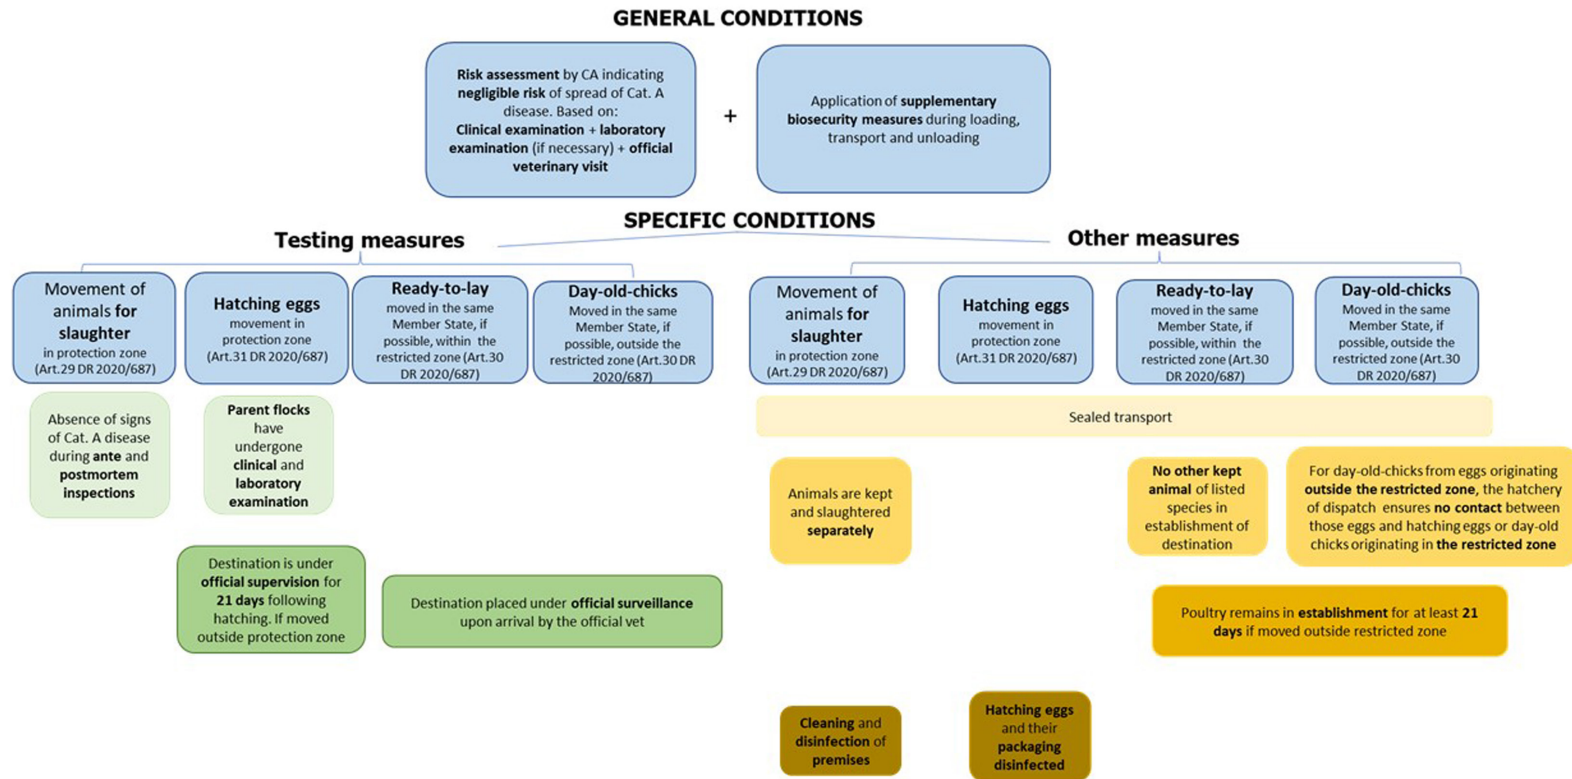 GENERAL CONDITIONS
Risk assessment by CA indicating
negligible risk of spread of Cat. A
disease. Based on:
Clinical examination + laboratory
examination (if necessary) + official
veterinary visit
+
Application of supplementary
biosecurity measures during loading,
transport and unloading
SPECIFIC CONDITIONS
Testing measures
Other measures
Movement of
animals for
slaughter
in protection zone
(Art.29 DR 2020/687)
Hatching eggs
movement in
protection zone
(Art.31 DR 2020/687)
Ready-to-lay
moved in the same
Member State, if
possible, within the
restricted zone (Art.30
DR 2020/687)
Day-old-chicks
Moved in the same
Member State, if
possible, outside the
restricted zone (Art.30 DR
2020/687)
Movement of
animals for
slaughter
in protection zone
(Art.29 DR 2020/687)
Hatching eggs
movement in
protection zone
(Art.31 DR 2020/687)
Ready-to-lay
moved in the same
Member State, if
possible, within the
restricted zone (Art.30
DR 2020/687)
Day-old-chicks
Moved in the same
Member State, if
possible, outside the
restricted zone (Art.30
DR 2020/687)
Absence of signs
of Cat. A disease
during ante and
postmortem
inspections
Parent flocks
have
undergone
clinical and
laboratory
examination
Sealed transport
Animals are kept
and slaughtered
separately
No other kept
animal of listed
species in
establishment of
destination
For day-old-chicks from eggs originating
outside the restricted zone, the hatchery
of dispatch ensures no contact between
those eggs and hatching eggs or day-old
chicks originating in the restricted zone
Destination is under
official supervision for
21 days following
hatching. If moved
outside protection zone
Destination placed under official surveillance
upon arrival by the official vet
Poultry remains in establishment for at least 21
days if moved outside restricted zone
Cleaning and
disinfection of
premises
Hatching eggs
and their
packaging
disinfected